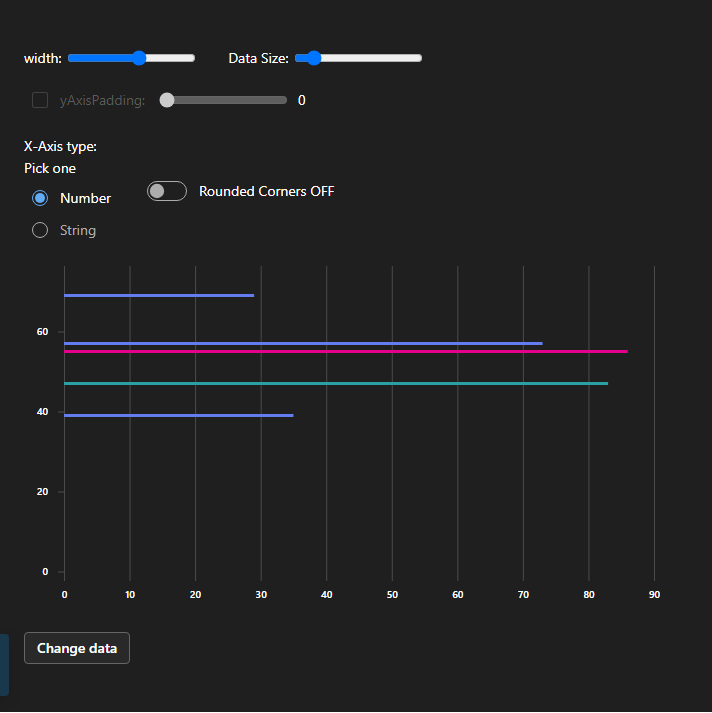 width: Data Size:
yAxisPadding: 0
X-Axis type:
Pick one
Number Rounded Corners OFF
String
60
40
20
0
0 10 20 30 40 50 60 70 80 90
Change data